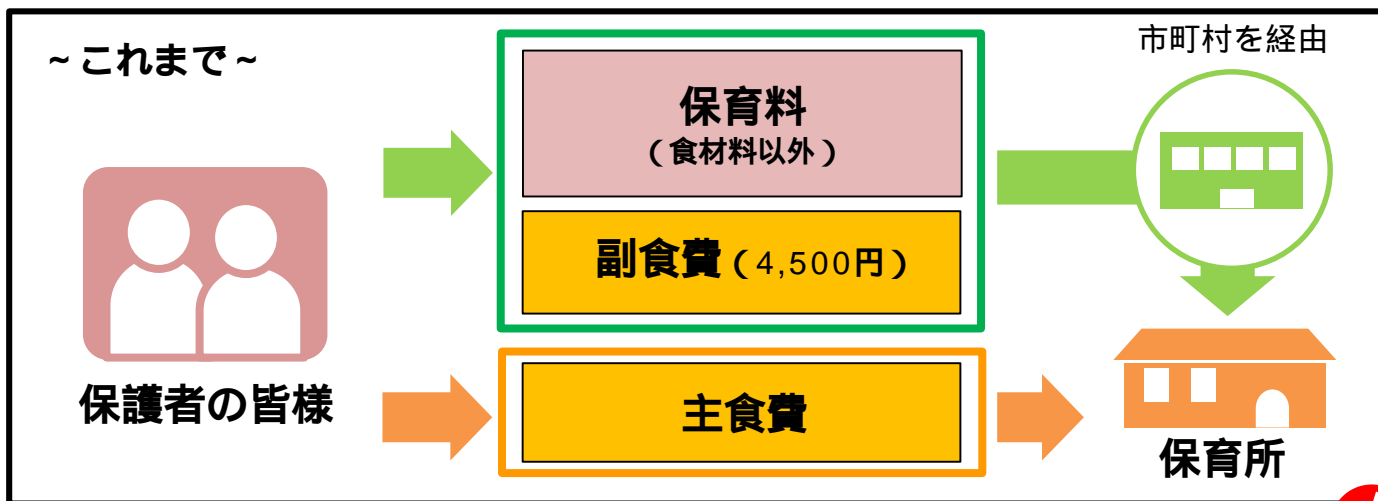 ~これまで~
市町村を経由
保育料
(食材料以外)
副食費(4,500円)
保護者の皆様
主食費
保育所